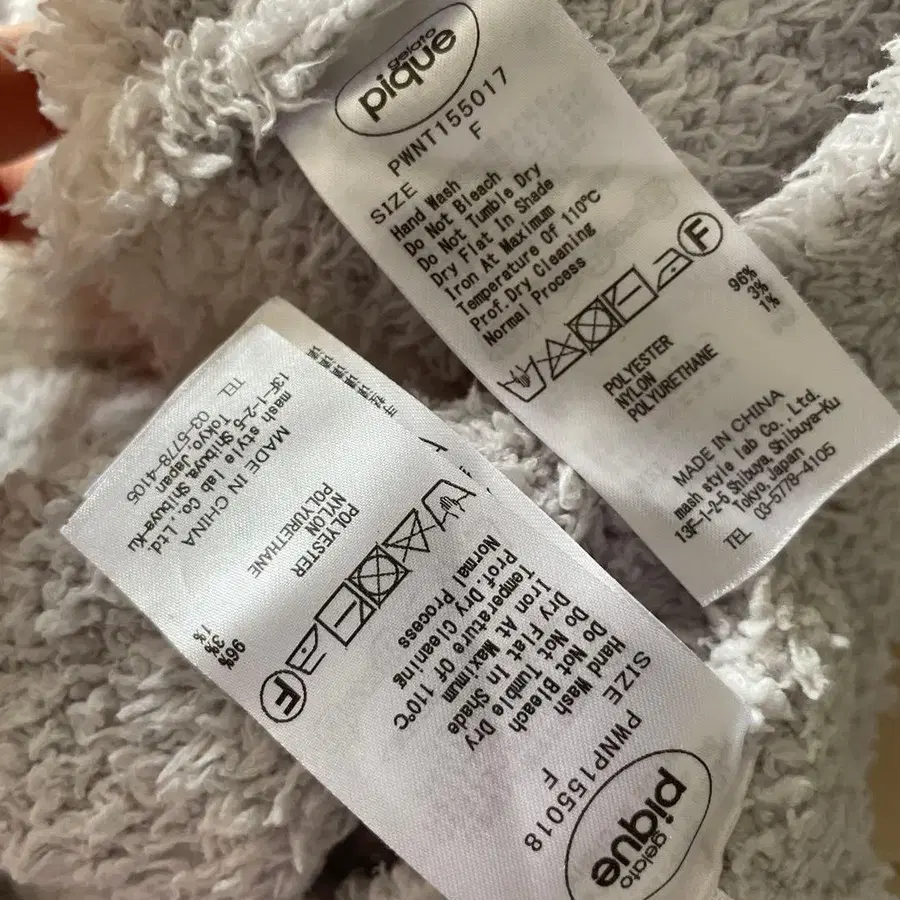 gelato
pique
PWNT155017
SIZE F
Hand Wash
Do Not Bleach
Do Not Tumble Dry
Dry Flat In Shade
Iron At Maximum
Temperature Of 110℃
Prof.Dry Cleaning
Normal Process
F
POLYESTER 96%
NYLON 3%
POLYURETHANE 1%
MADE IN CHINA
mash style lab Co. Ltd.
13F-1-2-5 Shibuya, Shibuya-Ku
Tokyo, Japan
TEL 03-5778-4105
gelato
pique
PWNP155018
SIZE F
Hand Wash
Do Not Bleach
Do Not Tumble Dry
Dry Flat In Shade
Iron At Maximum
Temperature Of 110℃
Prof.Dry Cleaning
Normal Process
F
POLYESTER 96%
NYLON 3%
POLYURETHANE 1%
MADE IN CHINA
mash style lab Co. Ltd.
13F-1-2-5 Shibuya, Shibuya-Ku
Tokyo, Japan
TEL 03-5778-4105